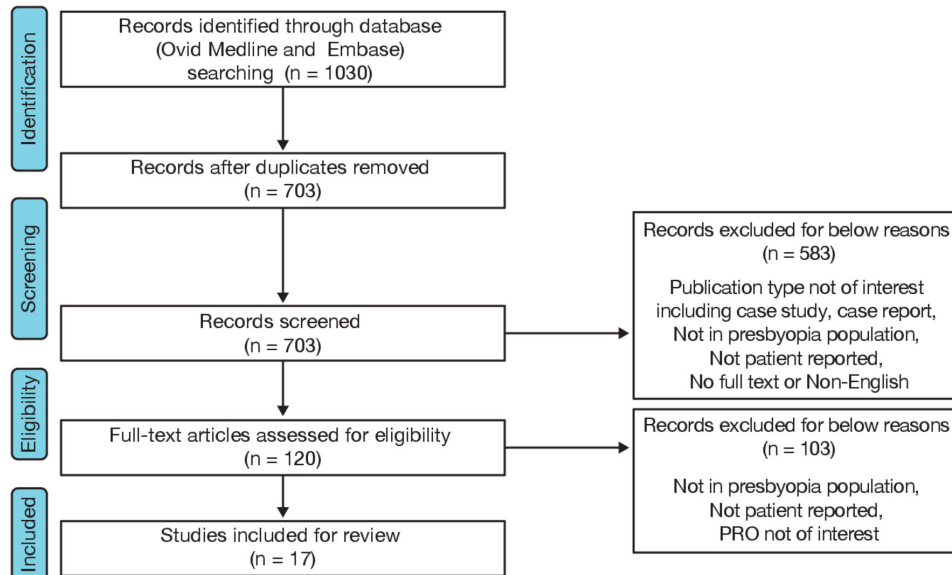 Identification
Records identified through database
(Ovid Medline and Embase)
searching (n = 1030)
Records after duplicates removed
(n = 703)
Screening
Records screened
(n = 703)
Records excluded for below reasons
(n = 583)
Publication type not of interest
including case study, case report,
Not in presbyopia population,
Not patient reported,
No full text or Non-English
Eligibility
Full-text articles assessed for eligibility
(n = 120)
Records excluded for below reasons
(n = 103)
Not in presbyopia population,
Not patient reported,
PRO not of interest
Included
Studies included for review
(n = 17)